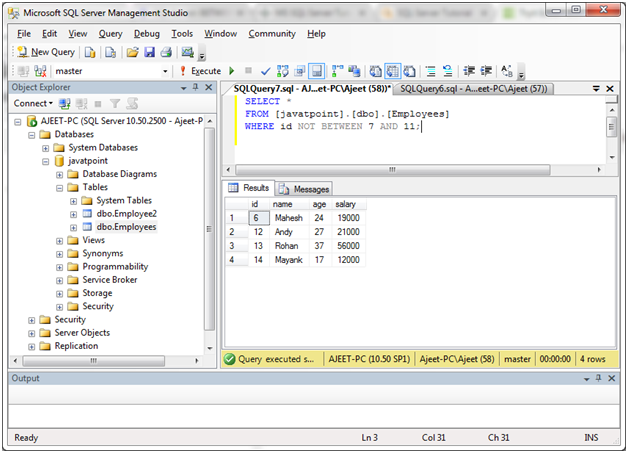 Microsoft SQL Server Management Studio
File Edit View Query Debug Tools Window Community Help
New Query
master Execute
Object Explorer
Connect
AJEET-PC (SQL Server 10.50.2500 - Ajeet-P
Databases
System Databases
javatpoint
Database Diagrams
Tables
System Tables
dbo.Employee2
dbo.Employees
Views
Synonyms
Programmability
Service Broker
Storage
Security
Security
Server Objects
Replication
SQLQuery7.sql - AJ...eet-PC\Ajeet (58))* SQLQuery6.sql - A...eet-PC\Ajeet (57))
SELECT *
FROM [javatpoint].[dbo].[Employees]
WHERE id NOT BETWEEN 7 AND 11;
Results Messages
id name age salary
1 6 Mahesh 24 19000
2 12 Andy 27 21000
3 13 Rohan 37 56000
4 14 Mayank 17 12000
Query executed s... AJEET-PC (10.50 SP1) Ajeet-PC\Ajeet (58) master 00:00:00 4 rows
Output
Ready Ln 3 Col 31 Ch 31 INS